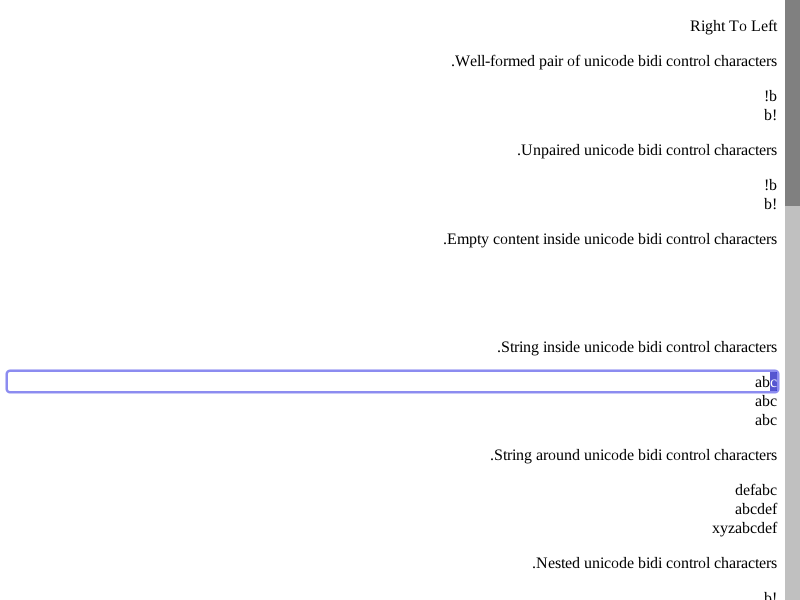 Right To Left
.Well-formed pair of unicode bidi control characters
!b
b!
.Unpaired unicode bidi control characters
!b
b!
.Empty content inside unicode bidi control characters
.String inside unicode bidi control characters
abc
abc
abc
.String around unicode bidi control characters
defabc
abcdef
xyzabcdef
.Nested unicode bidi control characters
b!